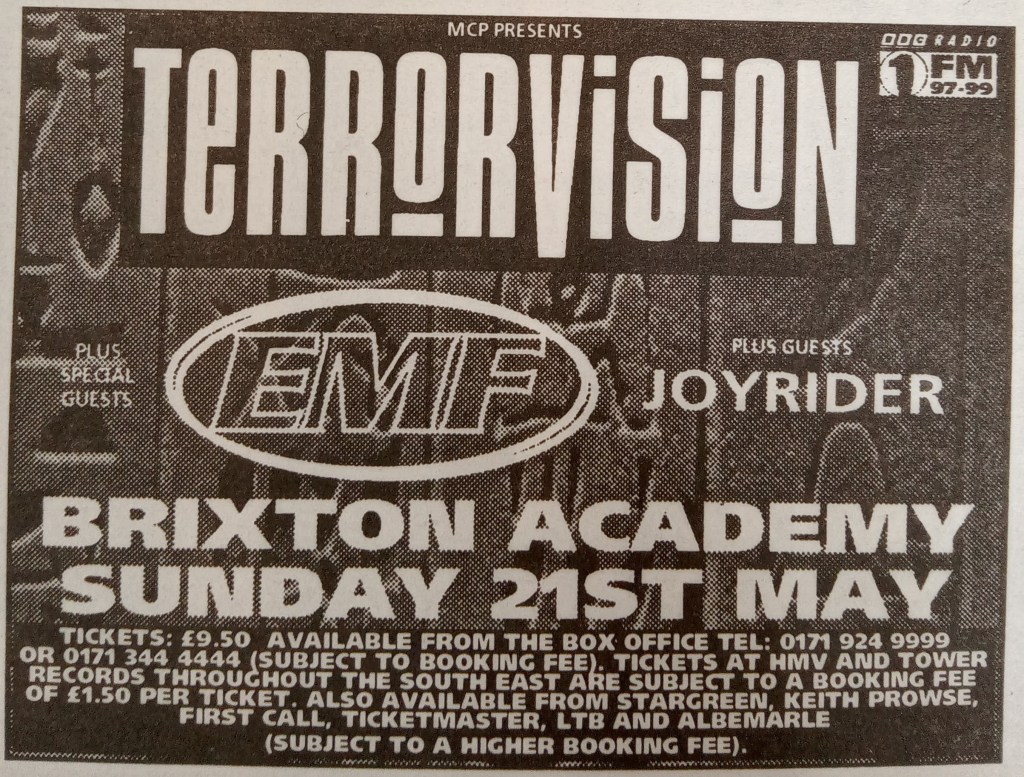 MCP PRESENTS
BBC RADIO
1FM
97-99
TERRORVISION
PLUS
SPECIAL
GUESTS
EMF
PLUS GUESTS
JOYRIDER
BRIXTON ACADEMY
SUNDAY 21ST MAY
TICKETS: £9.50 AVAILABLE FROM THE BOX OFFICE TEL: 0171 924 9999
OR 0171 344 4444 (SUBJECT TO BOOKING FEE). TICKETS AT HMV AND TOWER
RECORDS THROUGHOUT THE SOUTH EAST ARE SUBJECT TO A BOOKING FEE
OF £1.50 PER TICKET. ALSO AVAILABLE FROM STARGREEN, KEITH PROWSE,
FIRST CALL, TICKETMASTER, LTB AND ALBEMARLE
(SUBJECT TO A HIGHER BOOKING FEE).